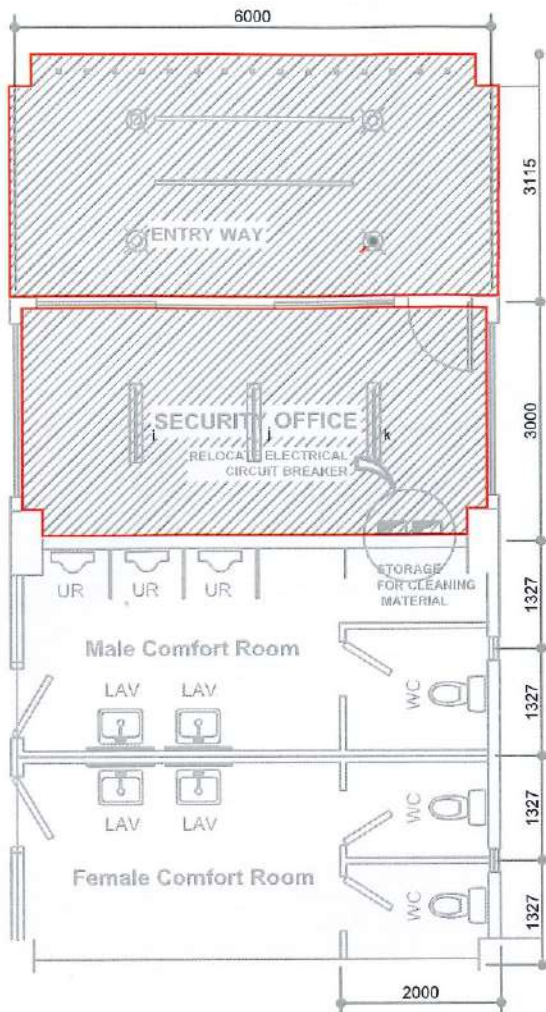 6000
3115
ENTRY WAY
3000
SECURITY OFFICE
i
j
k
RELOCATE ELECTRICAL
CIRCUIT BREAKER
STORAGE
FOR CLEANING
MATERIAL
UR
UR
UR
1327
Male Comfort Room
LAV
LAV
WC
1327
LAV
LAV
WC
1327
Female Comfort Room
WC
1327
2000